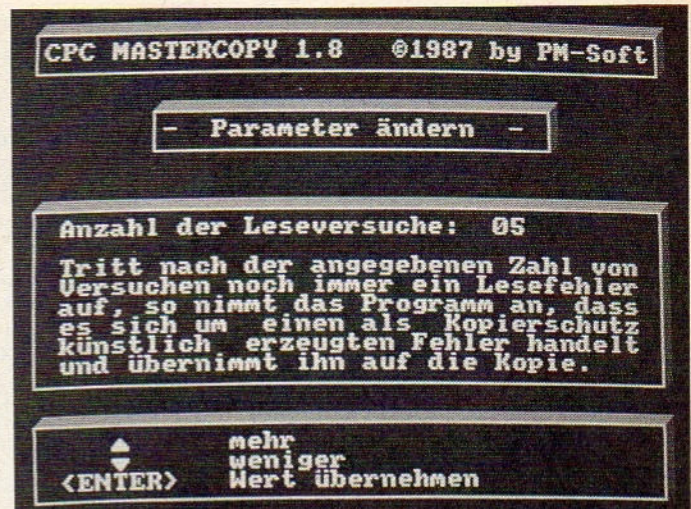 CPC MASTERCOPY 1.8 ©1987 by PM-Soft
- Parameter ändern -
Anzahl der Leseversuche: 05
Tritt nach der angegebenen Zahl von
Versuchen noch immer ein Lesefehler
auf, so nimmt das Programm an, dass
es sich um einen als Kopierschutz
künstlich erzeugten Fehler handelt
und übernimmt ihn auf die Kopie.
mehr
weniger
<ENTER> Wert übernehmen